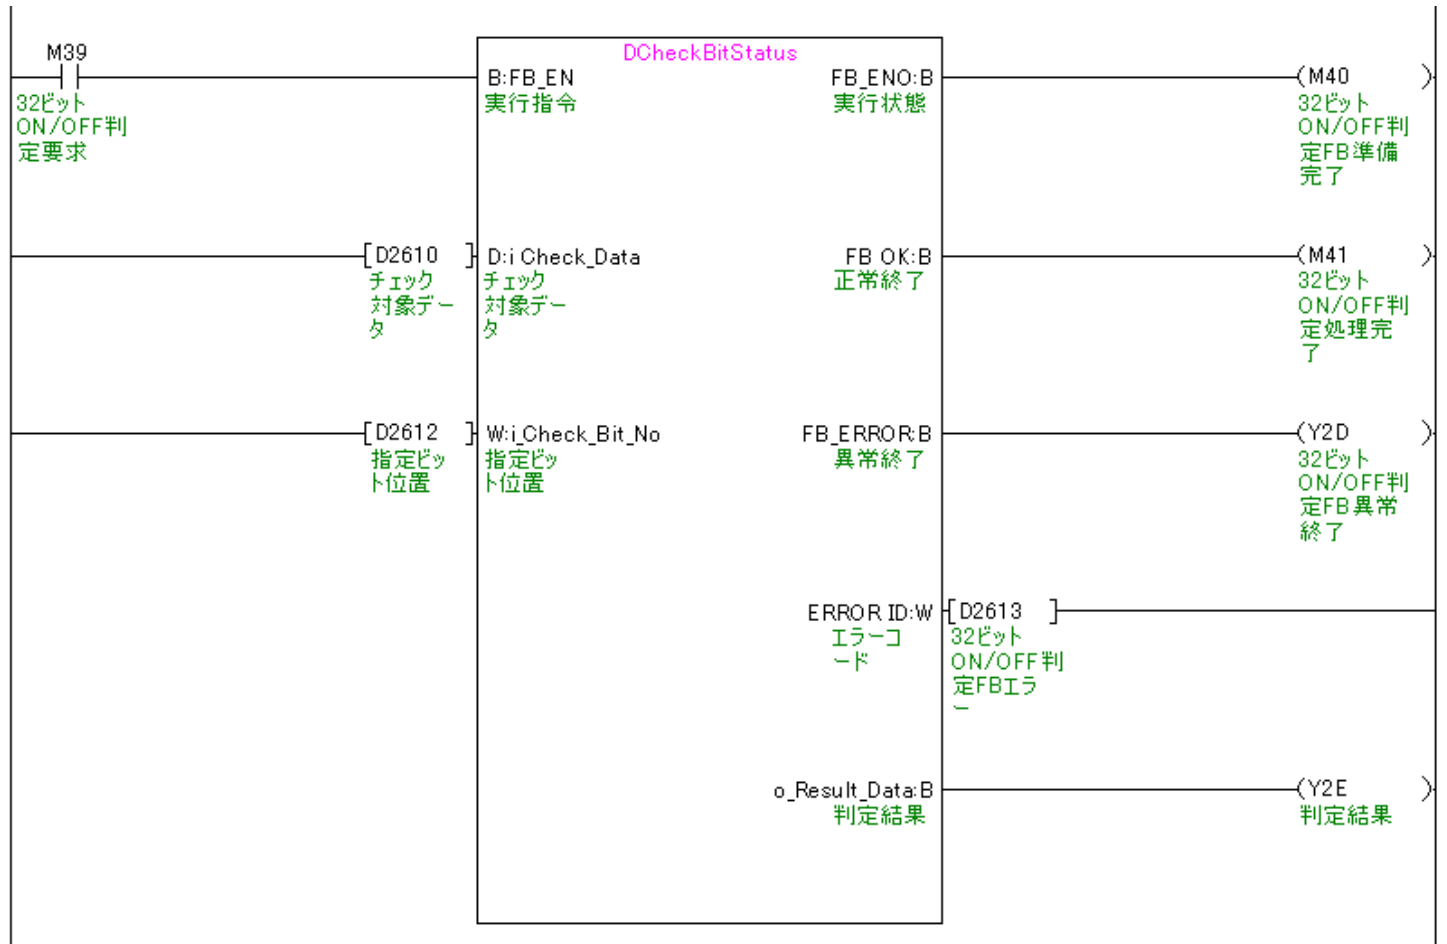 DCheckBitStatus
M39
32ビット
ON/OFF判
定要求
B:FB_EN
実行指令
FB_ENO:B
実行状態
(M40 )
32ビット
ON/OFF判
定FB準備
完了
[D2610 ]
チェック
対象デー
タ
D:i Check_Data
チェック
対象デー
タ
FB OK:B
正常終了
(M41 )
32ビット
ON/OFF判
定処理完
了
[D2612 ]
指定ビッ
ト位置
W:i_Check_Bit_No
指定ビッ
ト位置
FB_ERROR:B
異常終了
(Y2D )
32ビット
ON/OFF判
定FB異常
終了
ERROR ID:W
エラーコ
ード
[D2613 ]
32ビット
ON/OFF判
定FBエラ
ー
o_Result_Data:B
判定結果
(Y2E )
判定結果